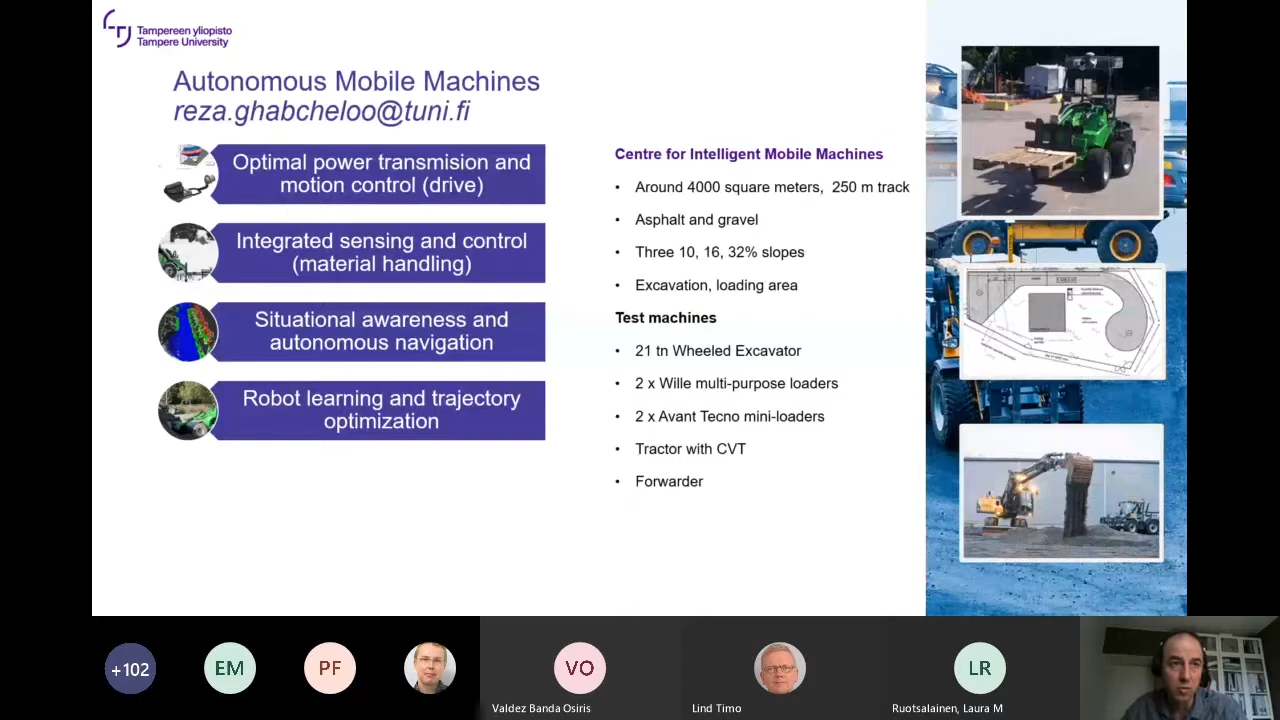 Tampereen yliopisto
Tampere University
Autonomous Mobile Machines
reza.ghabcheloo@tuni.fi
Optimal power transmision and
motion control (drive)
Integrated sensing and control
(material handling)
Situational awareness and
autonomous navigation
Robot learning and trajectory
optimization
Centre for Intelligent Mobile Machines
• Around 4000 square meters, 250 m track
• Asphalt and gravel
• Three 10, 16, 32% slopes
• Excavation, loading area
Test machines
• 21 tn Wheeled Excavator
• 2 x Wille multi-purpose loaders
• 2 x Avant Tecno mini-loaders
• Tractor with CVT
• Forwarder
+102
EM
PF
VO
LR
Valdez Banda Osiris
Lind Timo
Ruotsalainen, Laura M